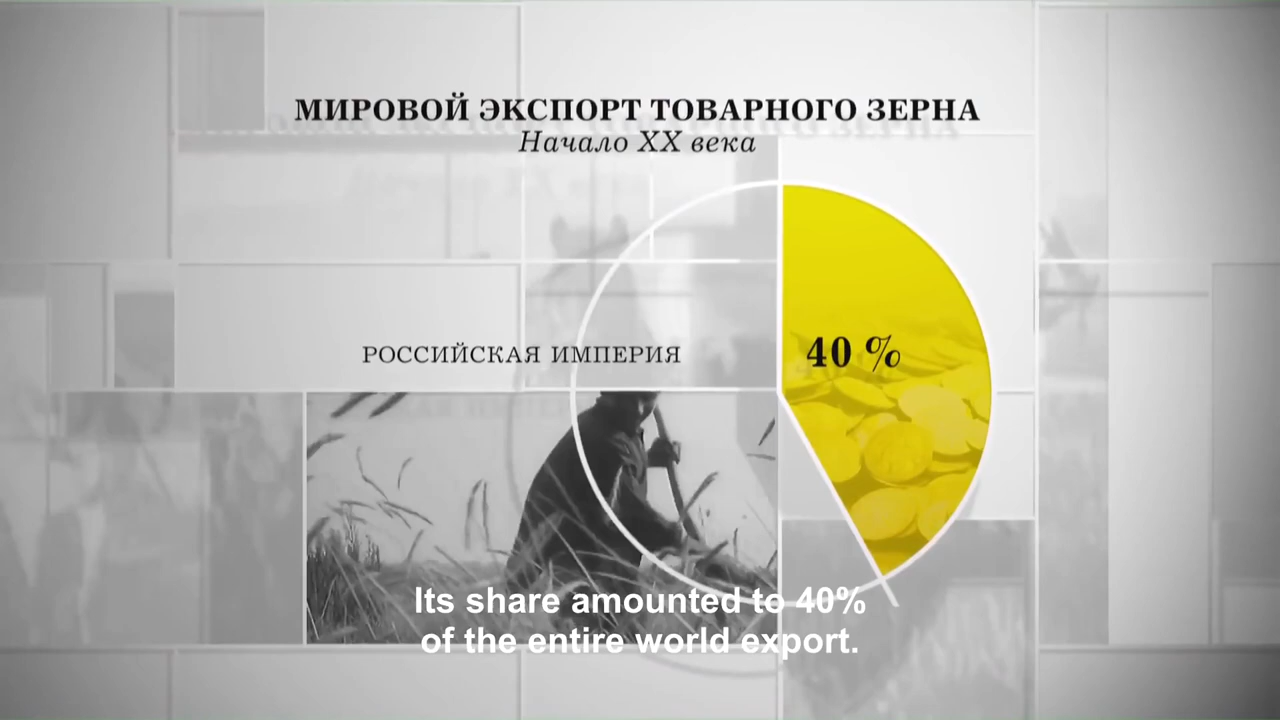 МИРОВОЙ ЭКСПОРТ ТОВАРНОГО ЗЕРНА
Начало XX века
РОССИЙСКАЯ ИМПЕРИЯ
40 %
Its share amounted to 40%
of the entire world export.